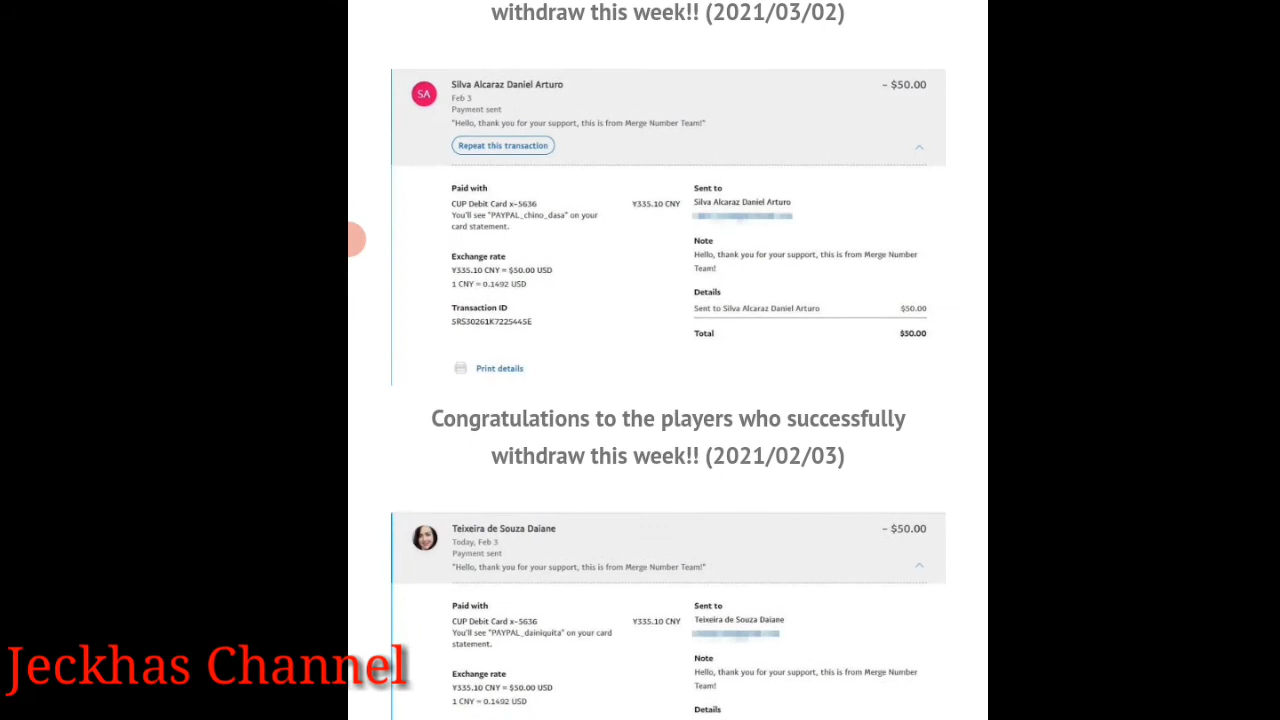 withdraw this week!! (2021/03/02)
SA
Silva Alcaraz Daniel Arturo
- $50.00
Feb 3
Payment sent
"Hello, thank you for your support, this is from Merge Number Team!"
Repeat this transaction
Paid with
CUP Debit Card x-5636
¥335.10 CNY
You'll see "PAYPAL_chino_dasa" on your
card statement.
Exchange rate
¥335.10 CNY = $50.00 USD
1 CNY = 0.1492 USD
Transaction ID
5RS30261K7225445E
Print details
Sent to
Silva Alcaraz Daniel Arturo
Note
Hello, thank you for your support, this is from Merge Number
Team!
Details
Sent to Silva Alcaraz Daniel Arturo
$50.00
Total
$50.00
Congratulations to the players who successfully
withdraw this week!! (2021/02/03)
Teixeira de Souza Daiane
- $50.00
Today, Feb 3
Payment sent
"Hello, thank you for your support, this is from Merge Number Team!"
Paid with
CUP Debit Card x-5636
¥335.10 CNY
You'll see "PAYPAL_dainiquita" on your card
statement.
Exchange rate
¥335.10 CNY = $50.00 USD
1 CNY = 0.1492 USD
Sent to
Teixeira de Souza Daiane
Note
Hello, thank you for your support, this is from Merge Number
Team!
Details
Jeckhas Channel